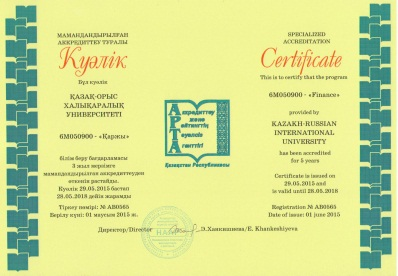 МАМАНДАНДЫРЫЛҒАН
АККРЕДИТТЕУ ТУРАЛЫ
Куәлік
Бұл куәлік
ҚАЗАҚ-ОРЫС
ХАЛЫҚАРАЛЫҚ
УНИВЕРСИТЕТІ
6М050900 - «Қаржы»
білім беру бағдарламасы
3 жыл мерзімге
мамандандырылған аккредиттеуден
өткенін растайды.
Куәлік 29.05.2015 бастап
28.05.2018 дейін жарамды
Тіркеу нөмірі: № АВ0565
Берілу күні: 01 маусым 2015 ж.
Аккредиттеу
және
Рейтингтің
Тәуелсіз
Агенттігі
Қазақстан Республикасы
SPECIALIZED
ACCREDITATION
Certificate
This is to certify that the program
6M050900 - «Finance»
provided by
KAZAKH-RUSSIAN
INTERNATIONAL
UNIVERSITY
has been accredited
for 5 years
Certificate is issued on
29.05.2015 and
is valid until 28.05.2018
Registration № AB0565
Date of issue: 01 june 2015
Директор/Director
Э.Ханкишиева/E. Khankeshiyeva